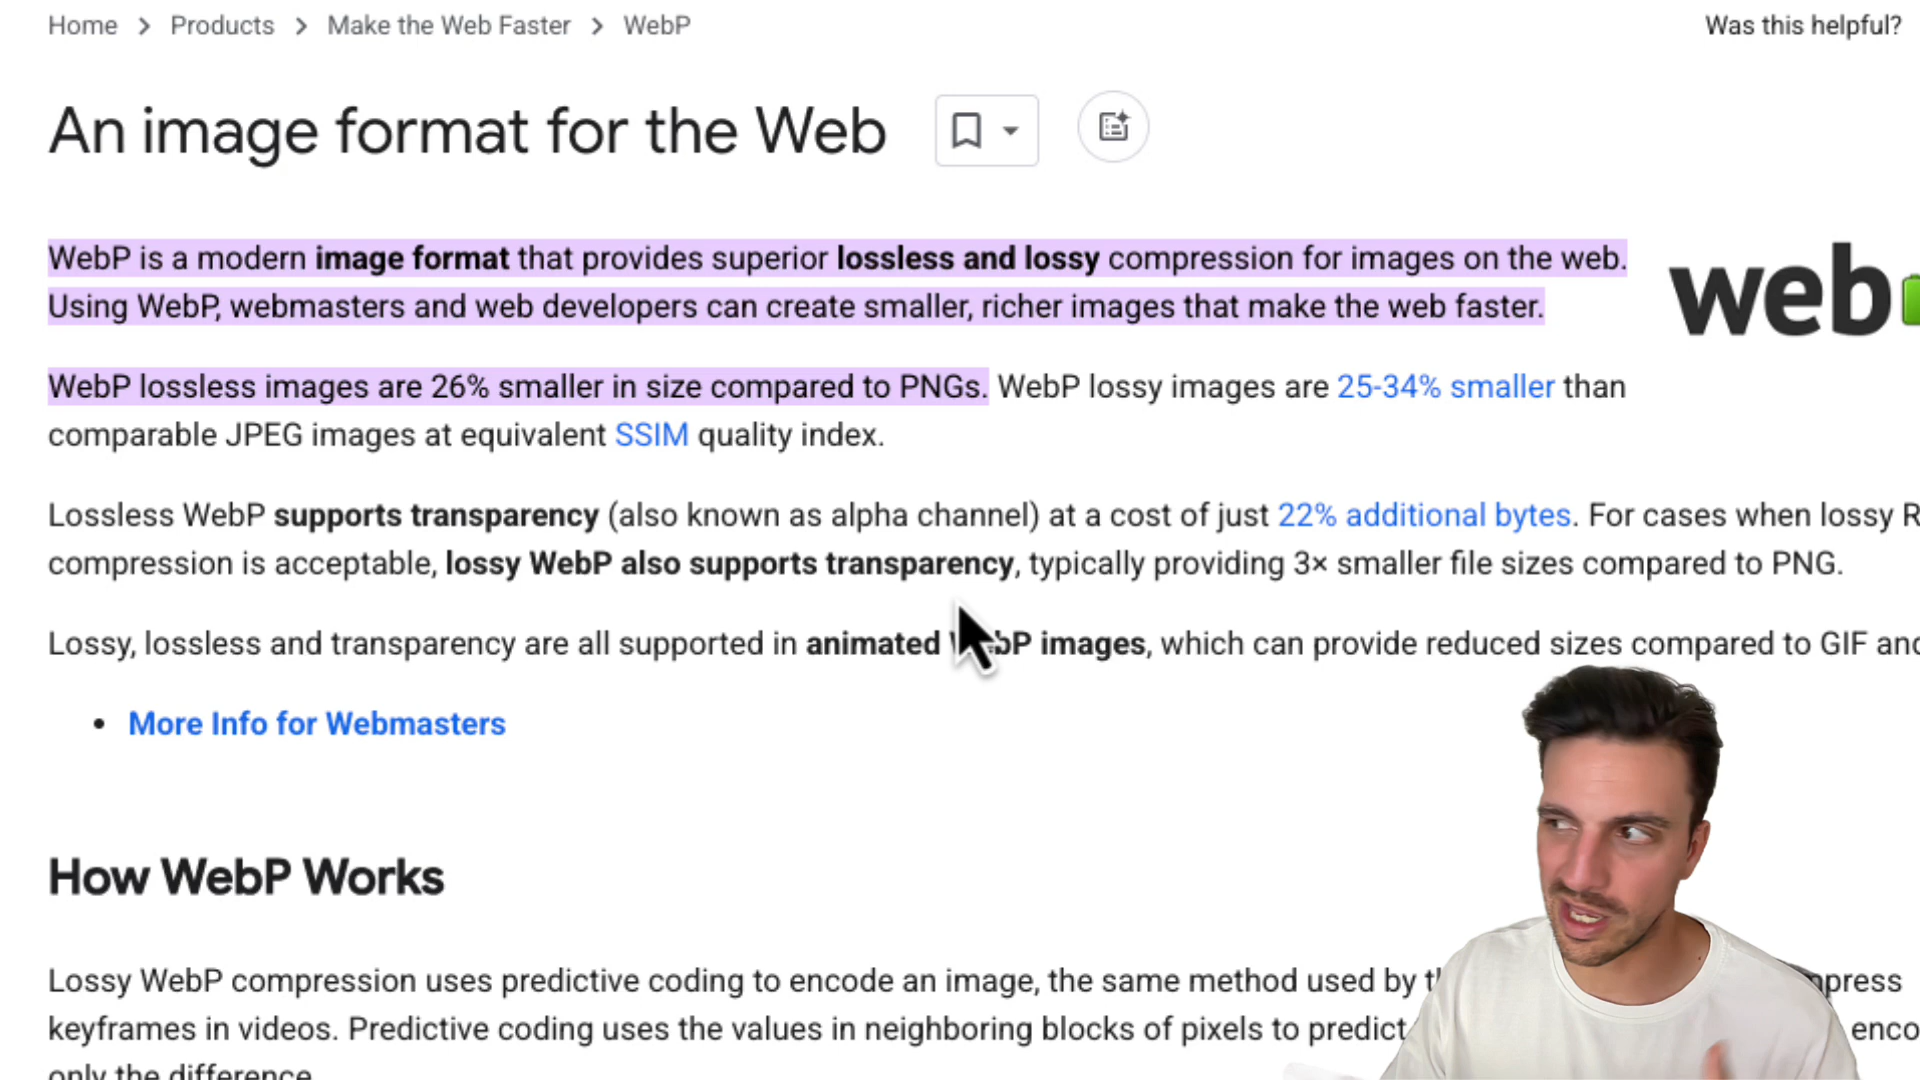 Home > Products > Make the Web Faster > WebP
Was this helpful?
An image format for the Web
WebP is a modern image format that provides superior lossless and lossy compression for images on the web.
Using WebP, webmasters and web developers can create smaller, richer images that make the web faster.
web
WebP lossless images are 26% smaller in size compared to PNGs. WebP lossy images are 25-34% smaller than
comparable JPEG images at equivalent SSIM quality index.
Lossless WebP supports transparency (also known as alpha channel) at a cost of just 22% additional bytes. For cases when lossy R
compression is acceptable, lossy WebP also supports transparency, typically providing 3× smaller file sizes compared to PNG.
Lossy, lossless and transparency are all supported in animated WebP images, which can provide reduced sizes compared to GIF and
• More Info for Webmasters
How WebP Works
Lossy WebP compression uses predictive coding to encode an image, the same method used by
keyframes in videos. Predictive coding uses the values in neighboring blocks of pixels to predict
only the difference.